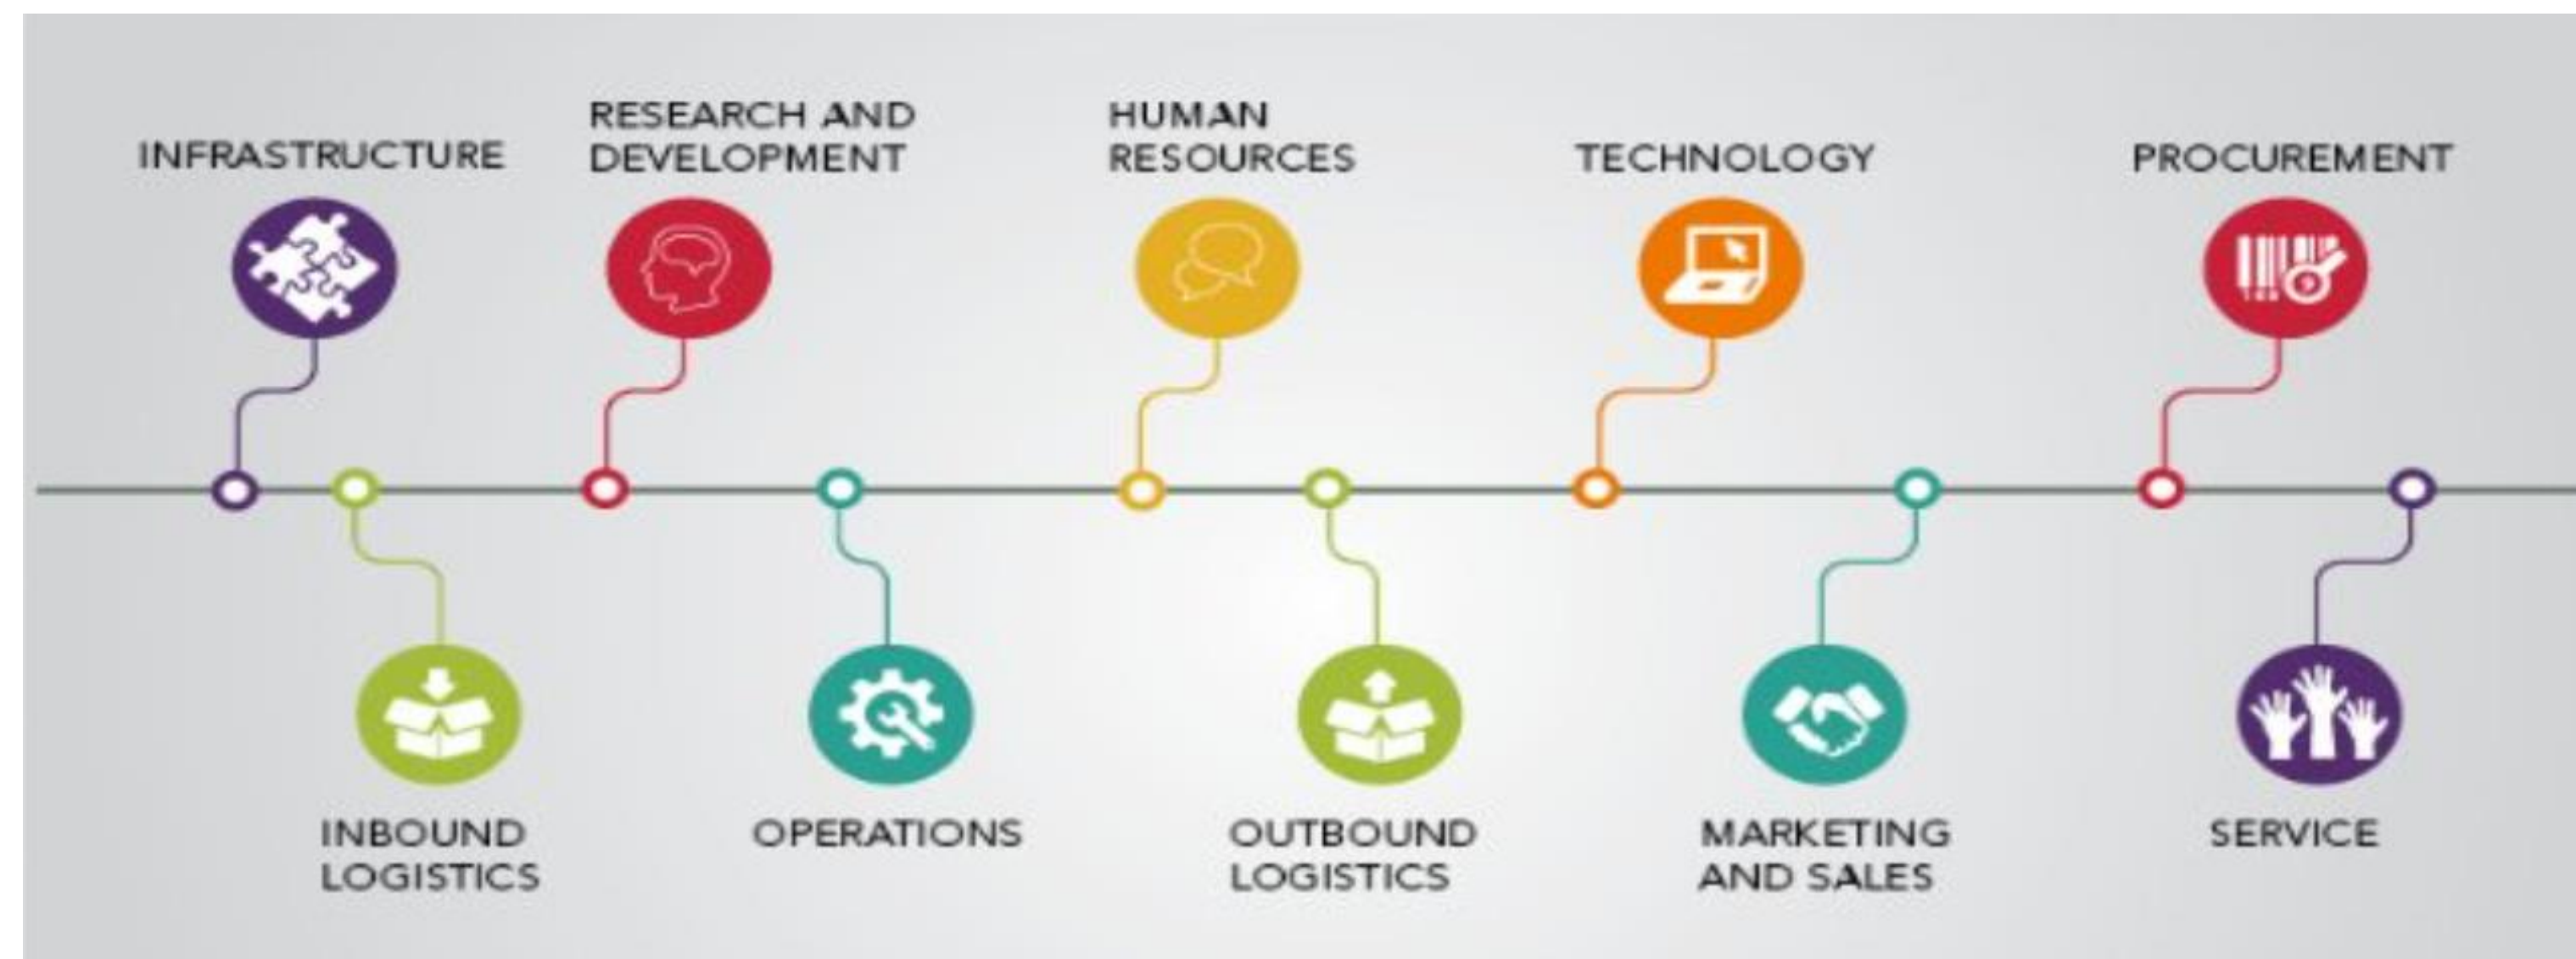 INFRASTRUCTURE
RESEARCH AND
DEVELOPMENT
HUMAN
RESOURCES
TECHNOLOGY
PROCUREMENT
INBOUND
LOGISTICS
OPERATIONS
OUTBOUND
LOGISTICS
MARKETING
AND SALES
SERVICE